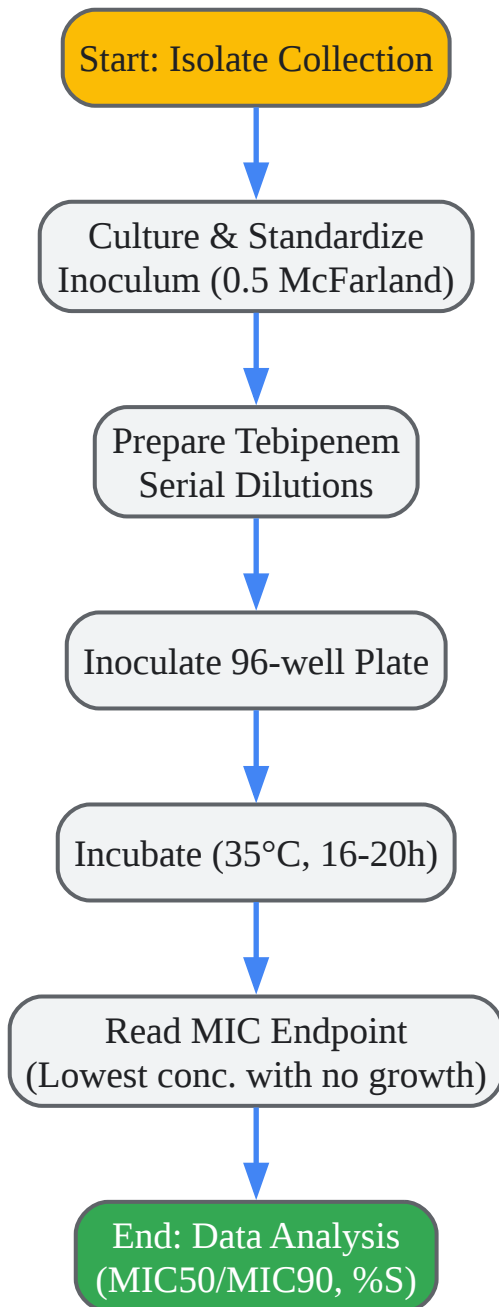 Start: Isolate Collection
Culture & Standardize
Inoculum (0.5 McFarland)
Prepare Tebipenem
Serial Dilutions
Inoculate 96-well Plate
Incubate (35°C, 16-20h)
Read MIC Endpoint
(Lowest conc. with no growth)
End: Data Analysis
(MIC50/MIC90, %S)